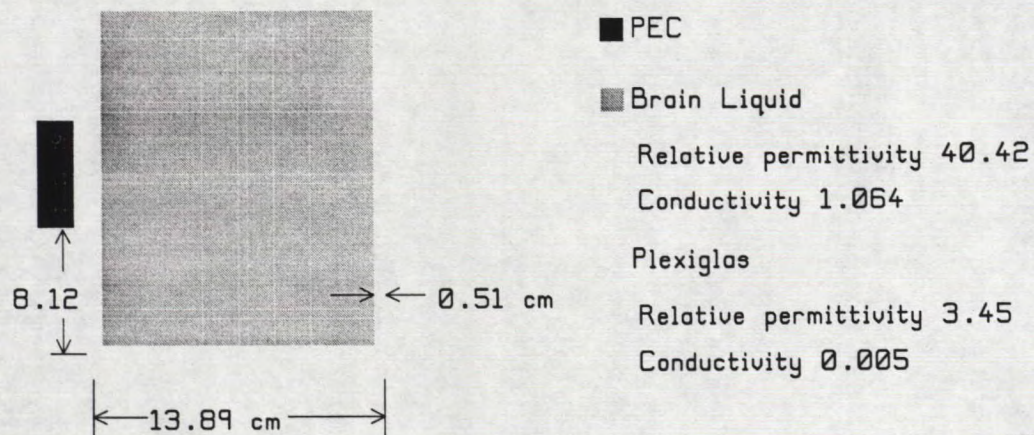 PEC
Brain Liquid
Relative permittivity 40.42
Conductivity 1.064
Plexiglas
Relative permittivity 3.45
Conductivity 0.005
8.12
0.51 cm
13.89 cm